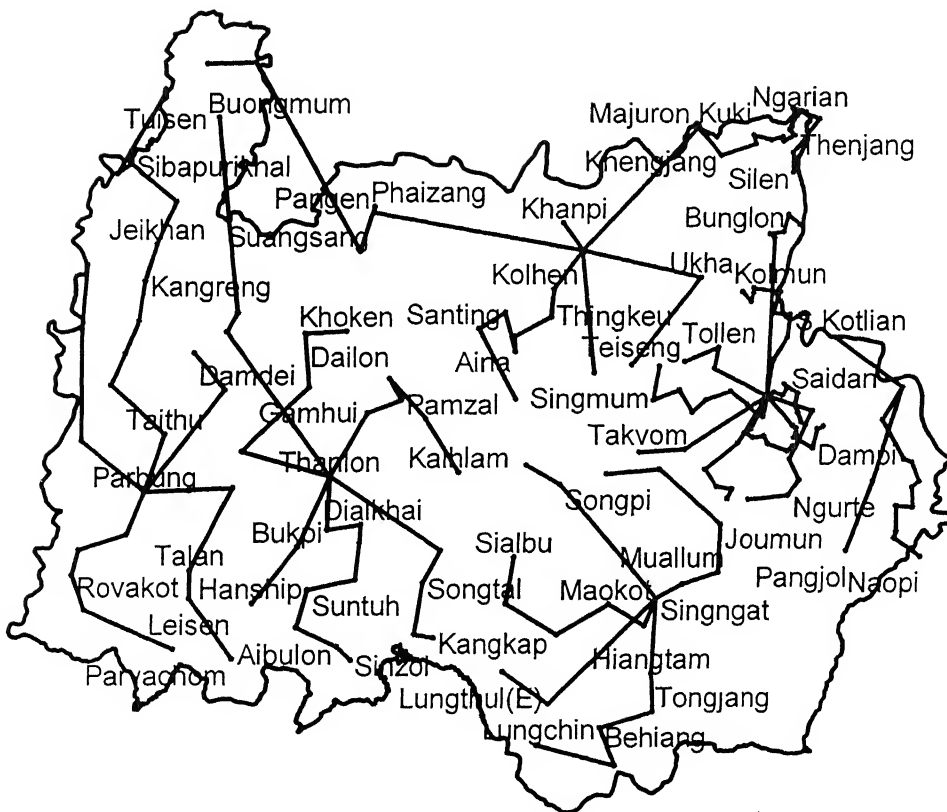 Ngarian
Buongmum
Majuron Kuki
Tuisen
Thenjang
Sibapurikhal
Khengjang
Silen
Pangen
Phaizang
Bunglon
Khanpi
Jeikhan
Suangsang
Ukha
Kolhen
Kolmun
Kangreng
Khoken
Santing
Thingkeu
S Kotlian
Tollen
Teiseng
Dailon
Aina
Damdei
Saidan
Singmum
Gamhui
Ramzal
Taithu
Takvom
Thanlon
Kaihlam
Dampi
Parbung
Songpi
Ngurte
Dialkhai
Bukpi
Sialbu
Joumun
Talan
Muallum
Pangjol
Naopi
Rovakot
Hanship
Songtal
Maokot
Suntuh
Singngat
Leisen
Kangkap
Aibulon
Hiangtam
Sinzol
Parvachom
Lungthul(E)
Tongjang
Lungchin
Behiang